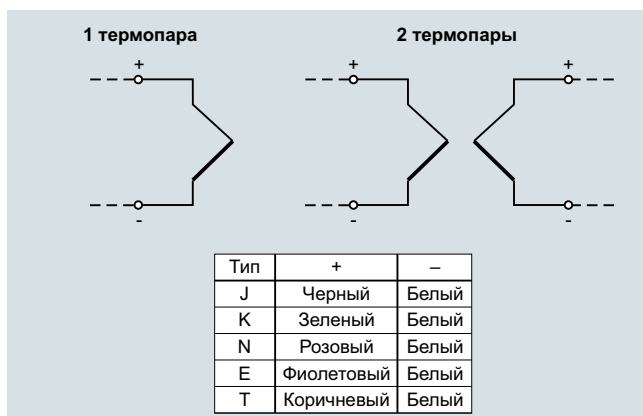 1 термопара
2 термопары
+ + +
- - -
Тип + –
J Черный Белый
K Зеленый Белый
N Розовый Белый
E Фиолетовый Белый
T Коричневый Белый